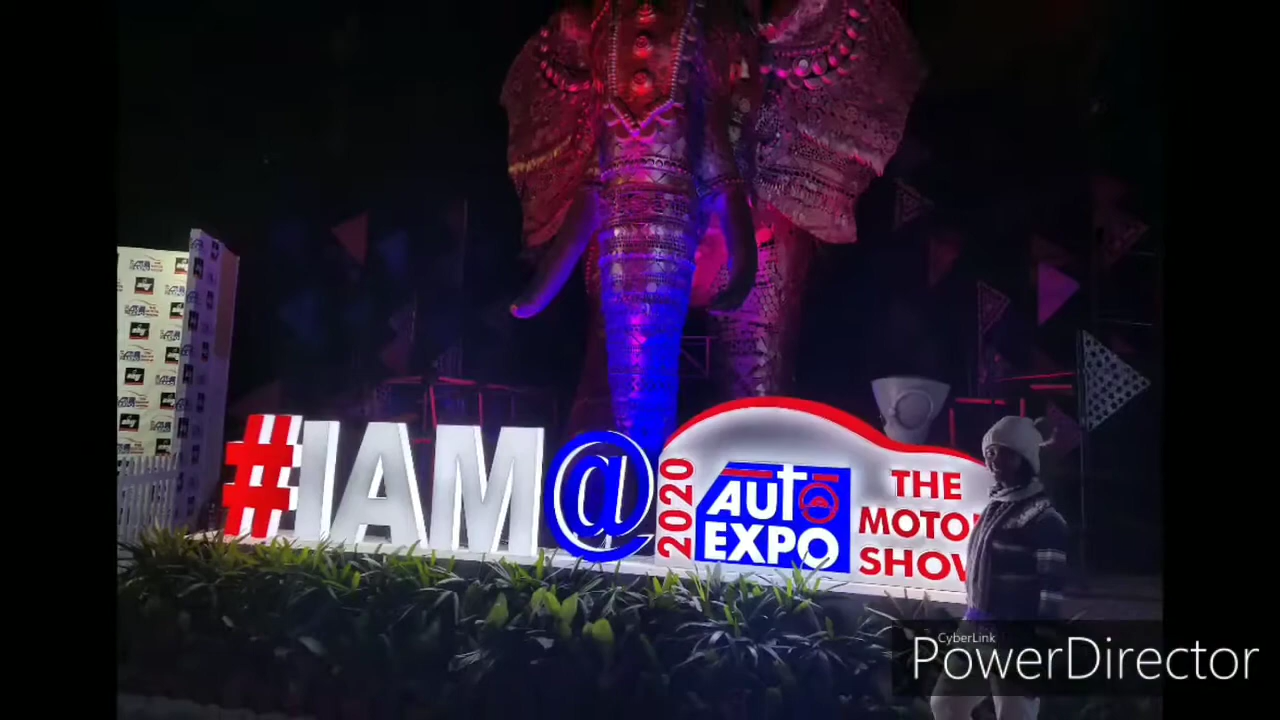 #IAM@
2020
AUTO
EXPO
THE
MOTO
SHOW
CyberLink
PowerDirector